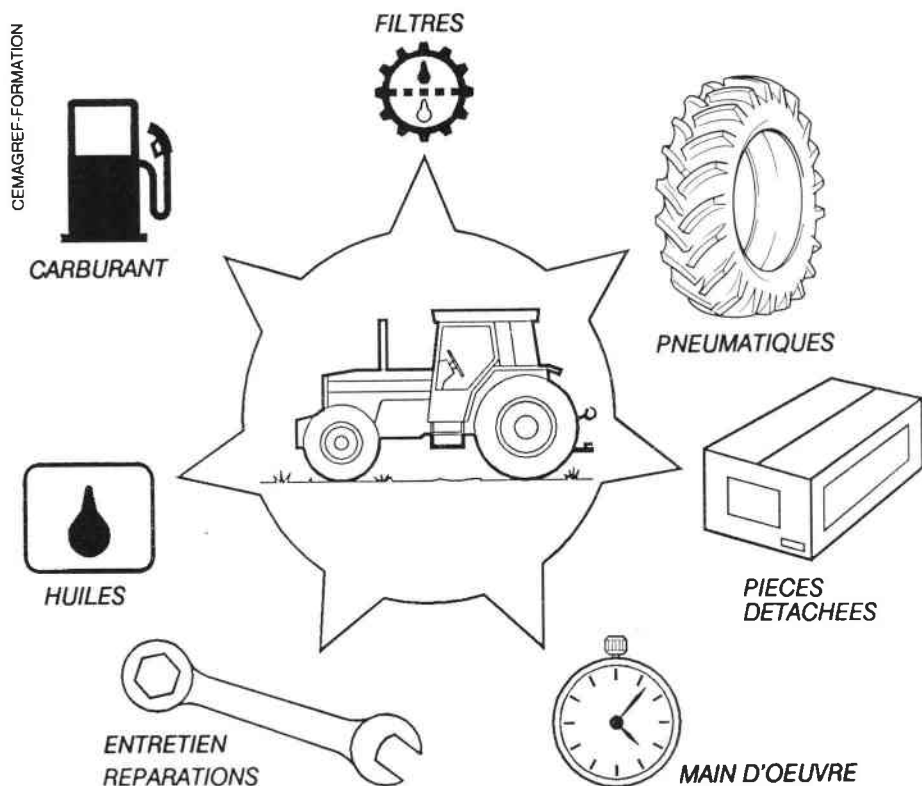 CEMAGREF-FORMATION
FILTRES
CARBURANT
PNEUMATIQUES
HUILES
PIECES
DETACHEES
ENTRETIEN
REPARATIONS
MAIN D'OEUVRE